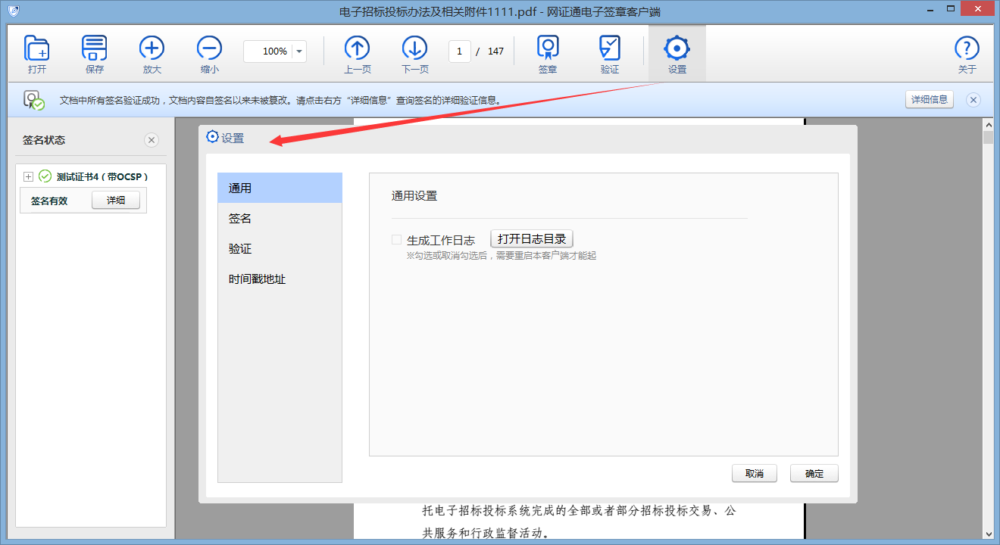 电子招标投标办法及相关附件1111.pdf - 网证通电子签章客户端
100%
1 / 147
打开 保存 放大 缩小 上一页 下一页 签章 验证 设置 关于
文档中所有签名验证成功，文档内容自签名以来未被篡改。请点击右方“详细信息”查询签名的详细验证信息。
详细信息
签名状态
测试证书4（带OCSP）
签名有效 详细
设置
通用
签名
验证
时间戳地址
通用设置
生成工作日志 打开日志目录
※勾选或取消勾选后，需要重启本客户端才能起
取消 确定
托电子招标投标系统完成的全部或者部分招标投标交易、公
共服务和行政监督活动。